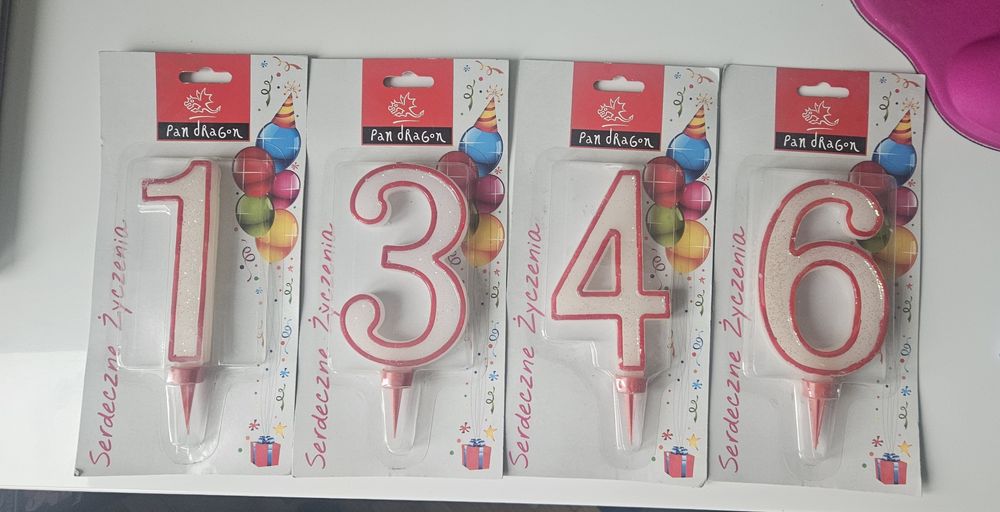 Pan dRagon
1
Serdeczne Życzenia
Pan dRagon
3
Serdeczne Życzenia
Pan dRagon
4
Serdeczne Życzenia
Pan dRagon
6
Serdeczne Życzenia